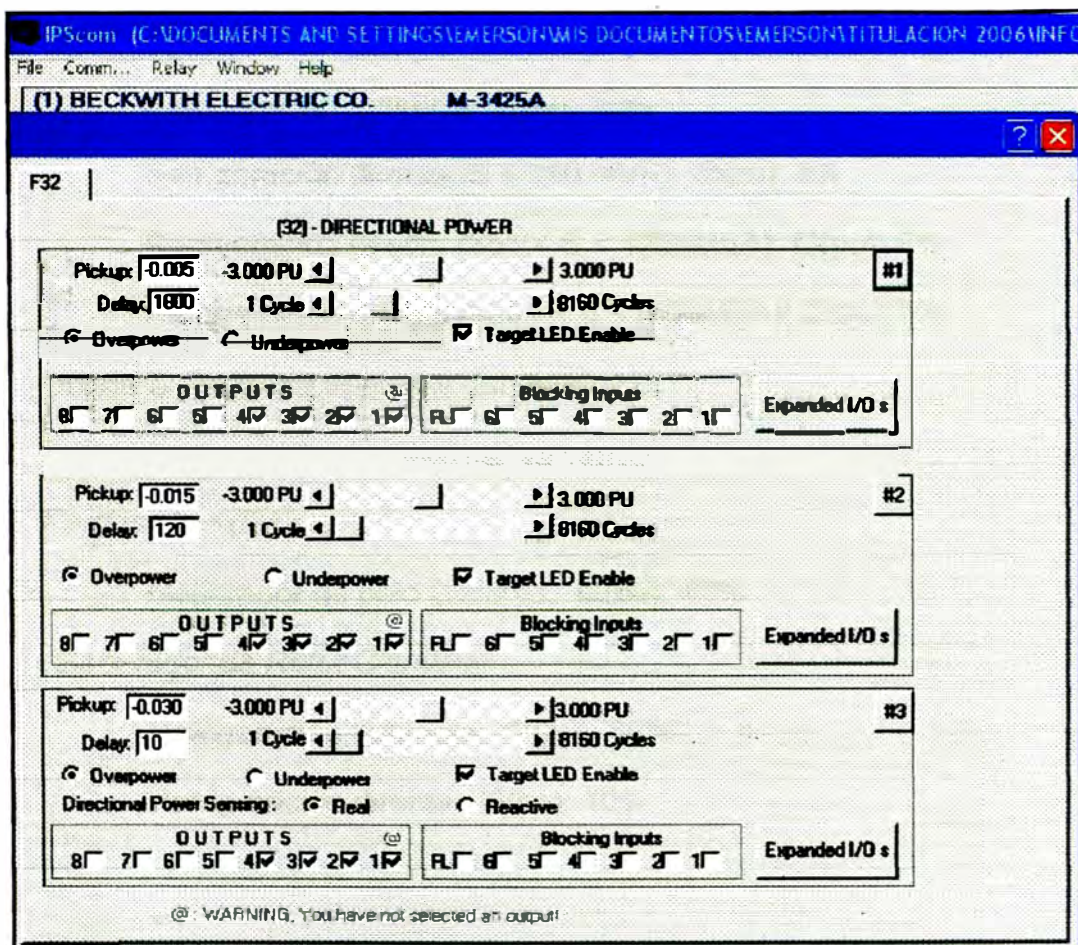 IPScom (C:\DOCUMENTS AND SETTINGS\EMERSON\MIS DOCUMENTOS\EMERSON\TITULACION 2006\INFO
File Comm... Relay Window Help
(1) BECKWITH ELECTRIC CO. M-3425A
F32
(32) - DIRECTIONAL POWER
Pickup: -0.005 -3.000 PU 3.000 PU #1
Delay: 1800 1 Cycle 8160 Cycles
Overpower Underpower Target LED Enable
OUTPUTS @ Blocking Inputs
8 7 6 5 4 3 2 1 FL 6 5 4 3 2 1 Expanded I/O s
Pickup: -0.015 -3.000 PU 3.000 PU #2
Delay: 120 1 Cycle 8160 Cycles
Overpower Underpower Target LED Enable
OUTPUTS @ Blocking Inputs
8 7 6 5 4 3 2 1 FL 6 5 4 3 2 1 Expanded I/O s
Pickup: -0.030 -3.000 PU 3.000 PU #3
Delay: 10 1 Cycle 8160 Cycles
Overpower Underpower Target LED Enable
Directional Power Sensing: Real Reactive
OUTPUTS @ Blocking Inputs
8 7 6 5 4 3 2 1 FL 6 5 4 3 2 1 Expanded I/O s
@ : WARNING, You have not selected an output!